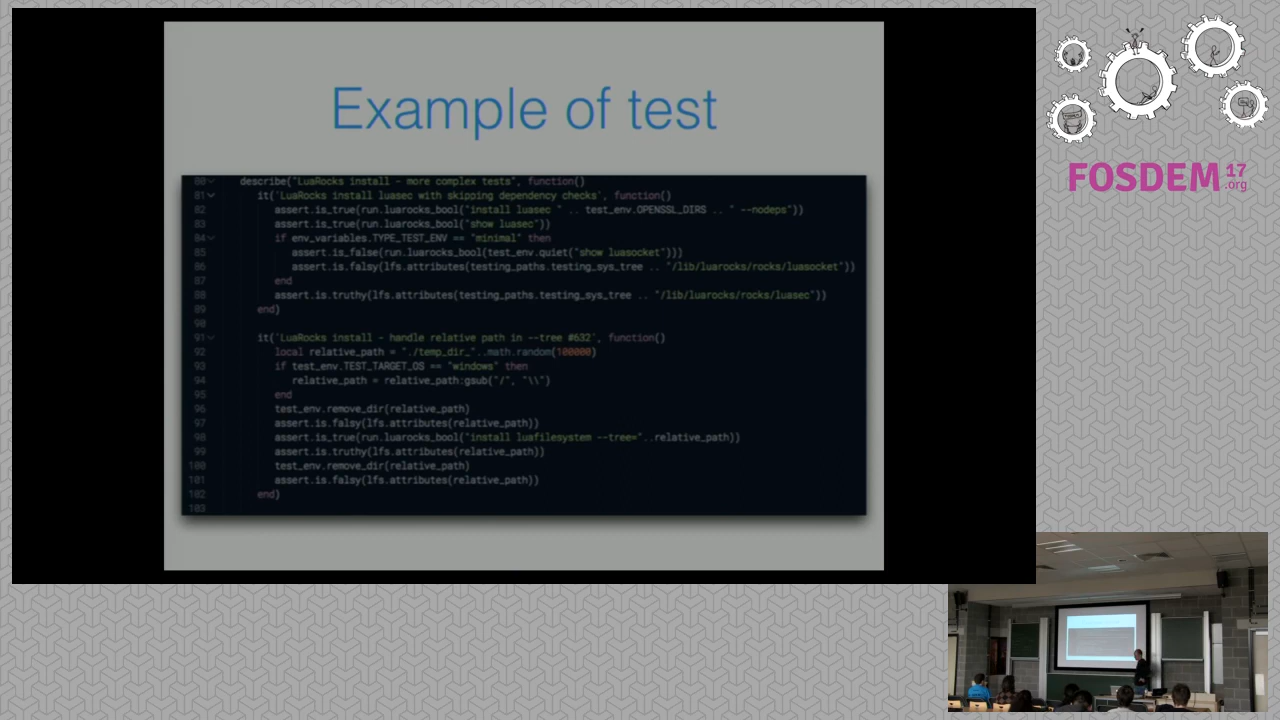 Example of test
80 describe("LuaRocks install - more complex tests", function()
81 it('LuaRocks install luasec with skipping dependency checks', function()
82 assert.is_true(run.luarocks_bool("install luasec " .. test_env.OPENSSL_DIRS .. " --nodeps"))
83 assert.is_true(run.luarocks_bool("show luasec"))
84 if env_variables.TYPE_TEST_ENV == "minimal" then
85 assert.is_false(run.luarocks_bool(test_env.quiet("show luasocket")))
86 assert.is.falsy(lfs.attributes(testing_paths.testing_sys_tree .. "/lib/luarocks/rocks/luasocket"))
87 end
88 assert.is.truthy(lfs.attributes(testing_paths.testing_sys_tree .. "/lib/luarocks/rocks/luasec"))
89 end)
90
91 it('LuaRocks install - handle relative path in --tree #632', function()
92 local relative_path = "./temp_dir_"..math.random(100000)
93 if test_env.TEST_TARGET_OS == "windows" then
94 relative_path = relative_path:gsub("/", "\\")
95 end
96 test_env.remove_dir(relative_path)
97 assert.is.falsy(lfs.attributes(relative_path))
98 assert.is_true(run.luarocks_bool("install luafilesystem --tree="..relative_path))
99 assert.is.truthy(lfs.attributes(relative_path))
100 test_env.remove_dir(relative_path)
101 assert.is.falsy(lfs.attributes(relative_path))
102 end)
103
FOSDEM 17
.org